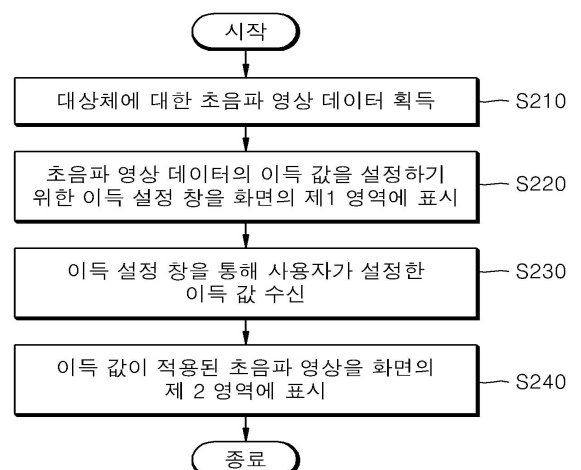 시작
대상체에 대한 초음파 영상 데이터 획득
S210
초음파 영상 데이터의 이득 값을 설정하기
위한 이득 설정 창을 화면의 제1 영역에 표시
S220
이득 설정 창을 통해 사용자가 설정한
이득 값 수신
S230
이득 값이 적용된 초음파 영상을 화면의
제 2 영역에 표시
S240
종료